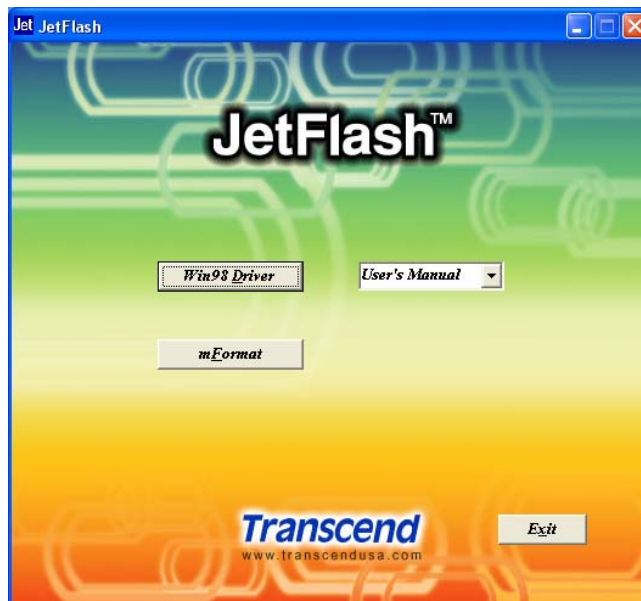 Jet JetFlash
JetFlash™
Win98 Driver
User's Manual
mFormat
Transcend
www.transcendusa.com
Exit